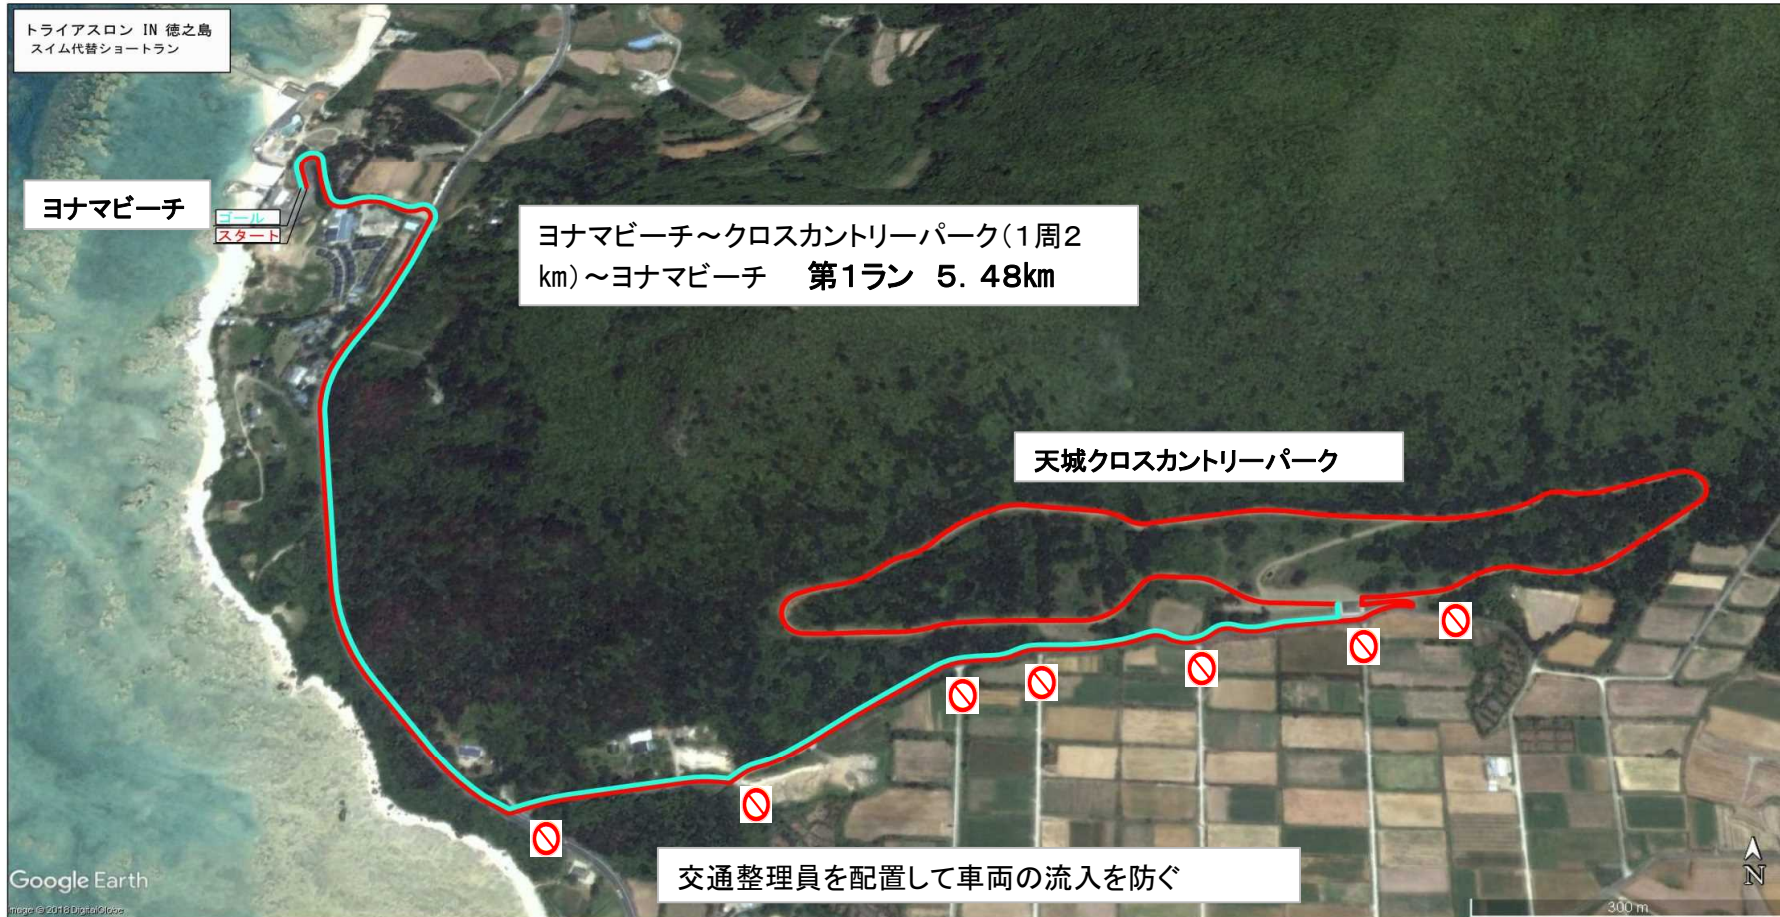 トライアスロン IN 徳之島
スイム代替ショートラン
ヨナマビーチ
ゴール
スタート
ヨナマビーチ～クロスカントリーパーク(1周2
km)～ヨナマビーチ 第1ラン 5．48km
天城クロスカントリーパーク
交通整理員を配置して車両の流入を防ぐ
Google Earth
Image © 2018 DigitalGlobe
N
300 m